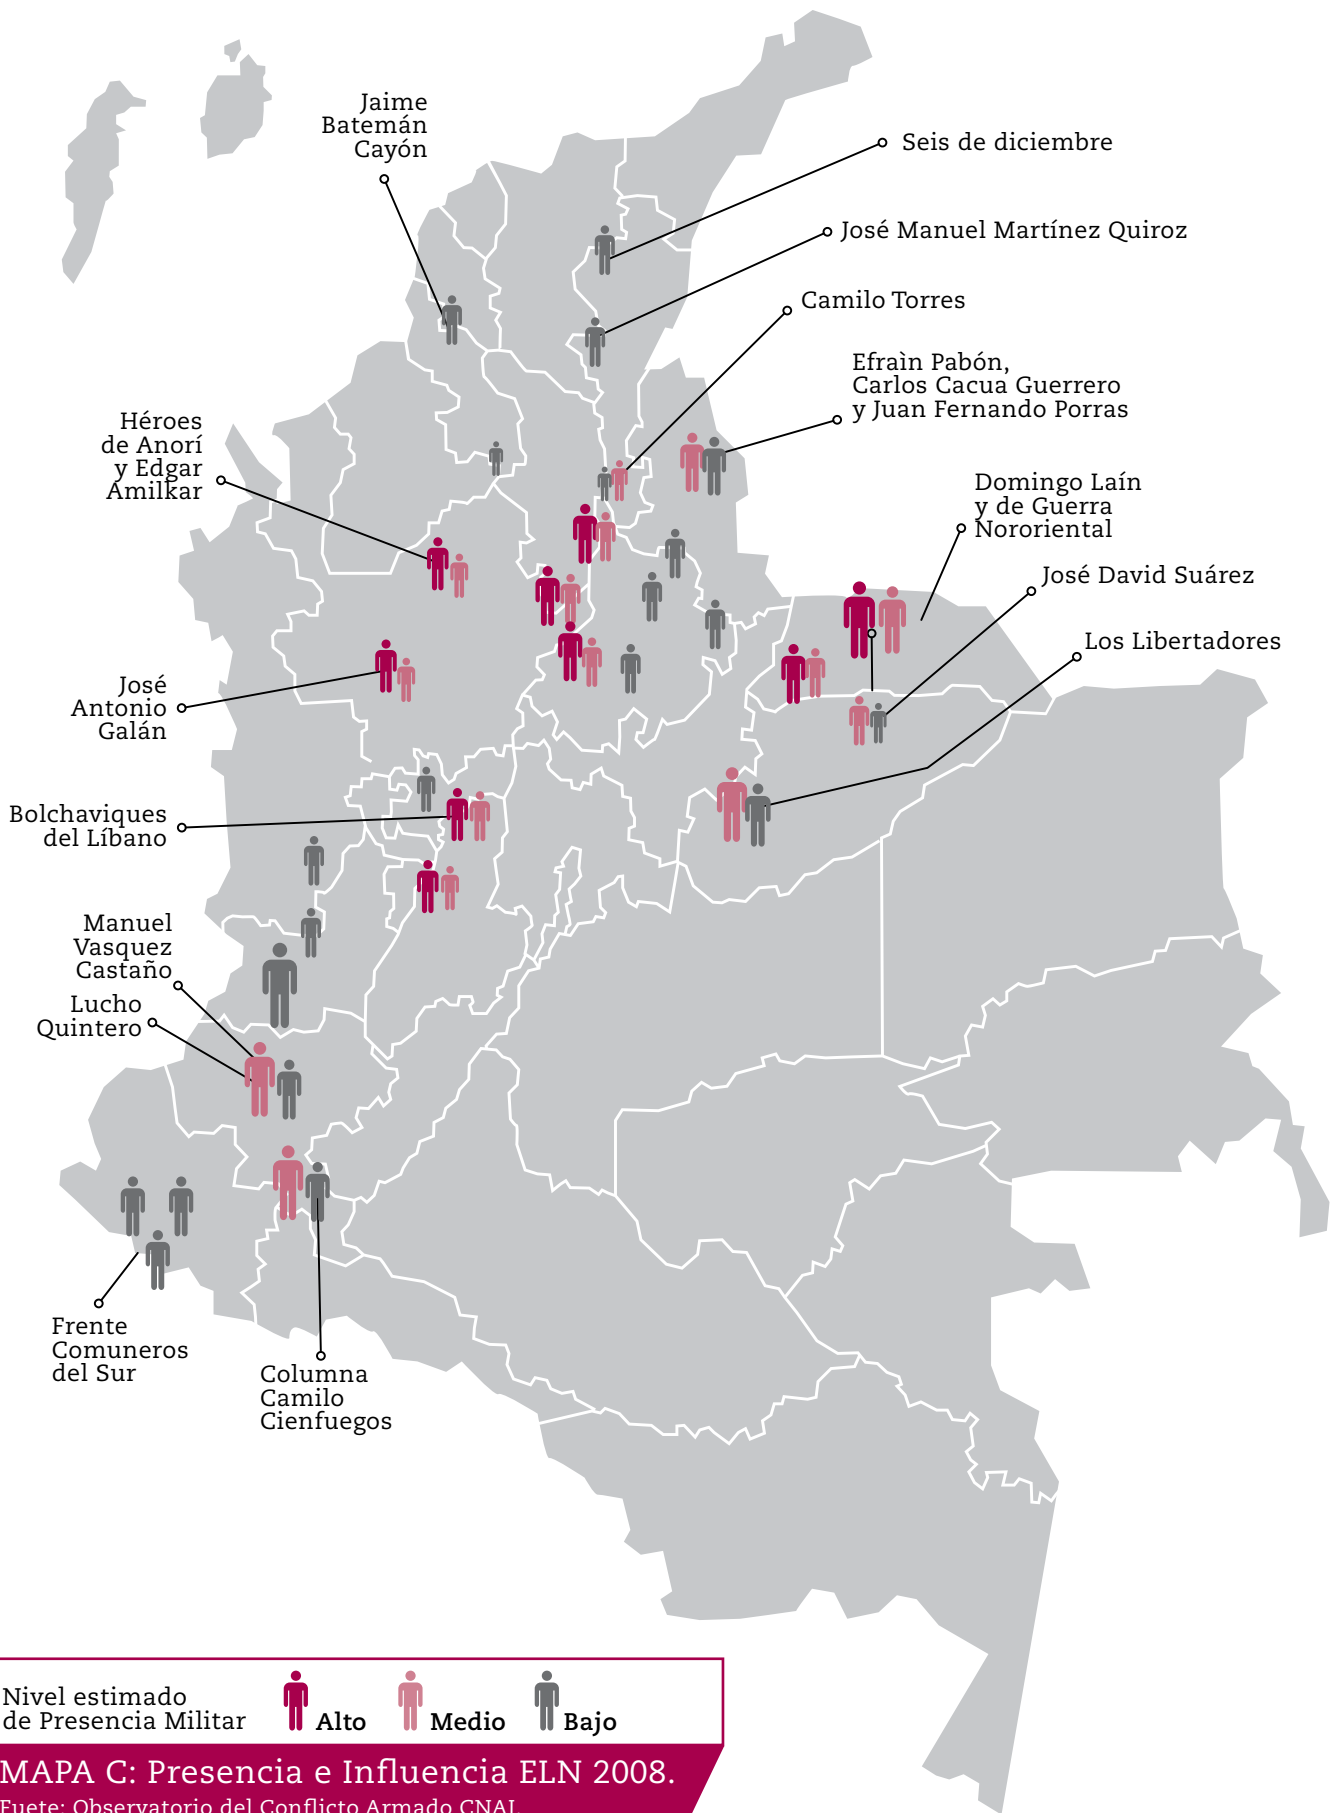 Jaime
Batemán
Cayón
Seis de diciembre
José Manuel Martínez Quiroz
Camilo Torres
Efraìn Pabón,
Carlos Cacua Guerrero
y Juan Fernando Porras
Héroes
de Anorí
y Edgar
Amilkar
Domingo Laín
y de Guerra
Nororiental
José David Suárez
Los Libertadores
José
Antonio
Galán
Bolchaviques
del Líbano
Manuel
Vasquez
Castaño
Lucho
Quintero
Frente
Comuneros
del Sur
Columna
Camilo
Cienfuegos
Nivel estimado
de Presencia Militar
Alto
Medio
Bajo
MAPA C: Presencia e Influencia ELN 2008.
Fuete: Observatorio del Conflicto Armado CNAI.